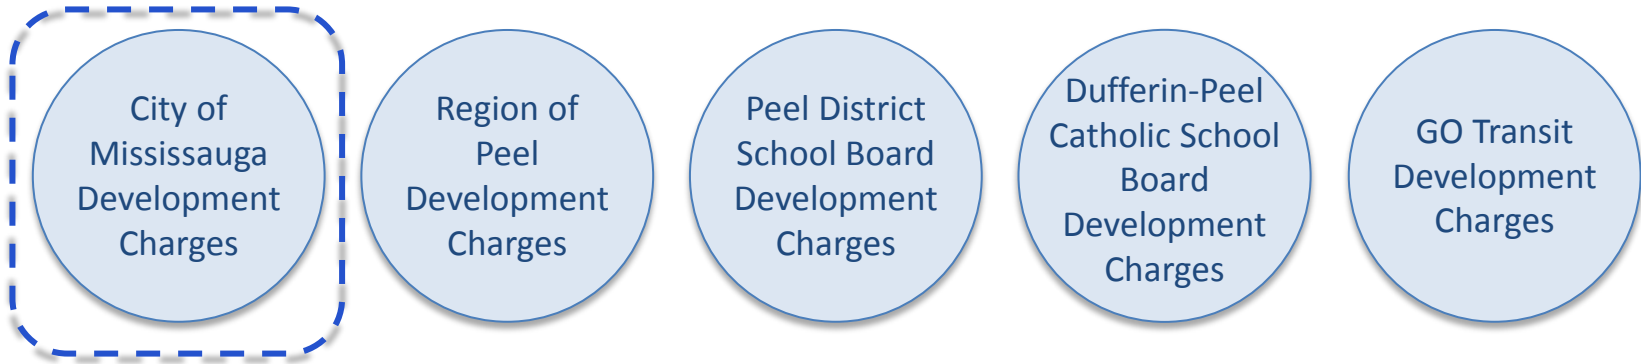 City of
Mississauga
Development
Charges
Region of
Peel
Development
Charges
Peel District
School Board
Development
Charges
Dufferin-Peel
Catholic School
Board
Development
Charges
GO Transit
Development
Charges